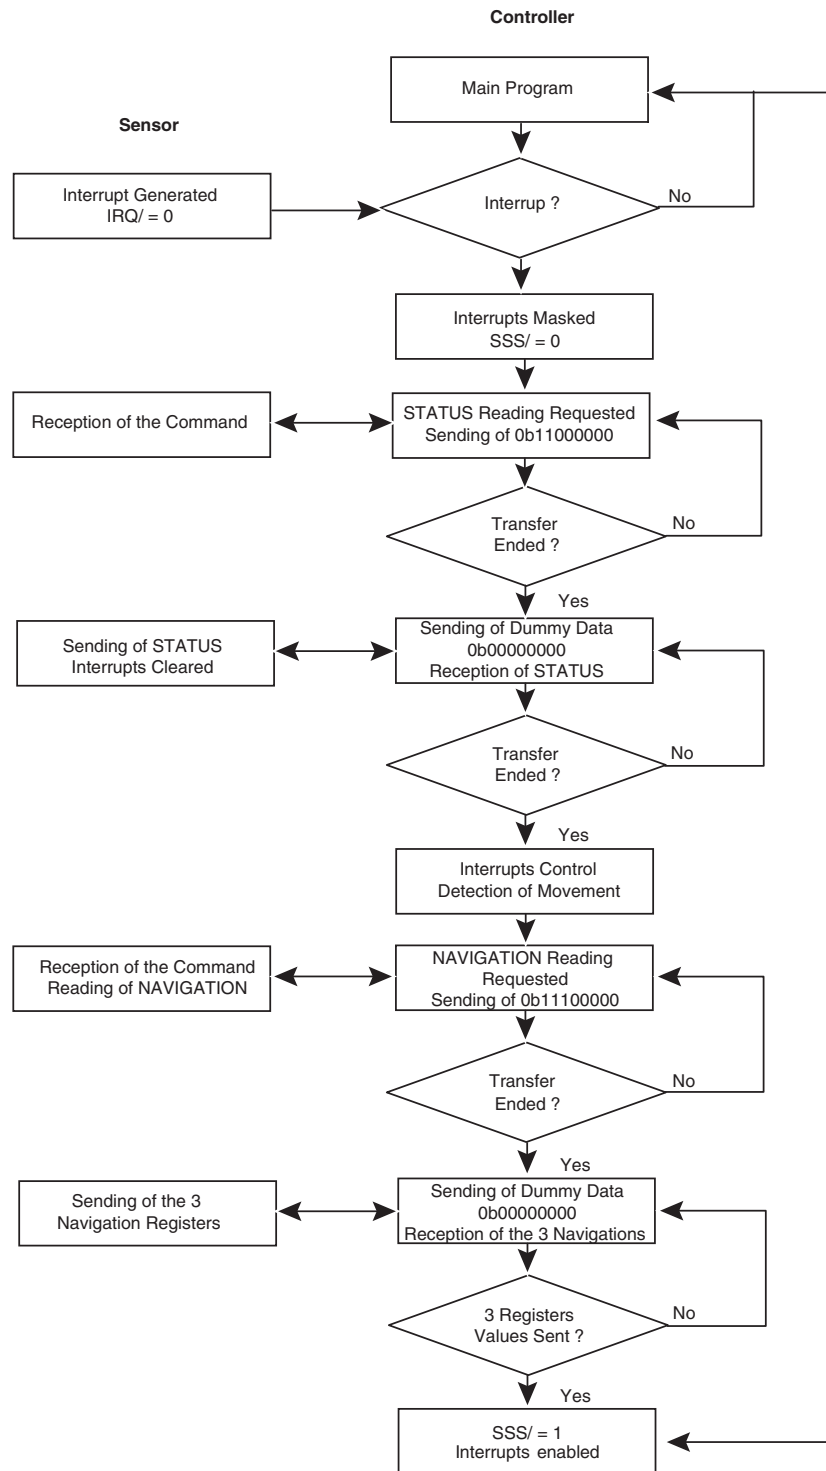 Controller
Main Program
Sensor
Interrupt Generated
IRQ/ = 0
Interrup ?
No
Interrupts Masked
SSS/ = 0
Reception of the Command
STATUS Reading Requested
Sending of 0b11000000
Transfer
Ended ?
No
Yes
Sending of STATUS
Interrupts Cleared
Sending of Dummy Data
0b00000000
Reception of STATUS
Transfer
Ended ?
No
Yes
Interrupts Control
Detection of Movement
Reception of the Command
Reading of NAVIGATION
NAVIGATION Reading
Requested
Sending of 0b11100000
Transfer
Ended ?
No
Yes
Sending of the 3
Navigation Registers
Sending of Dummy Data
0b00000000
Reception of the 3 Navigations
3 Registers
Values Sent ?
No
Yes
SSS/ = 1
Interrupts enabled